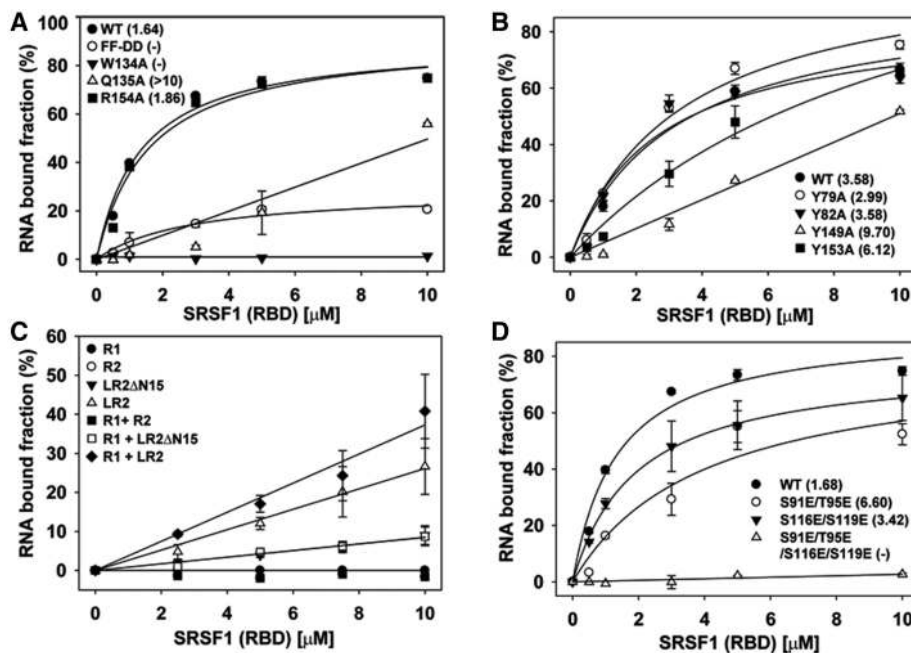 A
RNA bound fraction (%)
100
80
60
40
20
0
WT (1.64)
FF-DD (-)
W134A (-)
Q135A (>10)
R154A (1.86)
0 2 4 6 8 10
SRSF1 (RBD) [μM]
B
RNA bound fraction (%)
80
60
40
20
0
WT (3.58)
Y79A (2.99)
Y82A (3.58)
Y149A (9.70)
Y153A (6.12)
0 2 4 6 8 10
SRSF1 (RBD) [μM]
C
RNA bound fraction (%)
60
50
40
30
20
10
0
R1
R2
LR2ΔN15
LR2
R1+ R2
R1 + LR2ΔN15
R1 + LR2
0 2 4 6 8 10
SRSF1 (RBD) [μM]
D
RNA bound fraction (%)
80
60
40
20
0
WT (1.68)
S91E/T95E (6.60)
S116E/S119E (3.42)
S91E/T95E
/S116E/S119E (-)
0 2 4 6 8 10
SRSF1 (RBD) [μM]